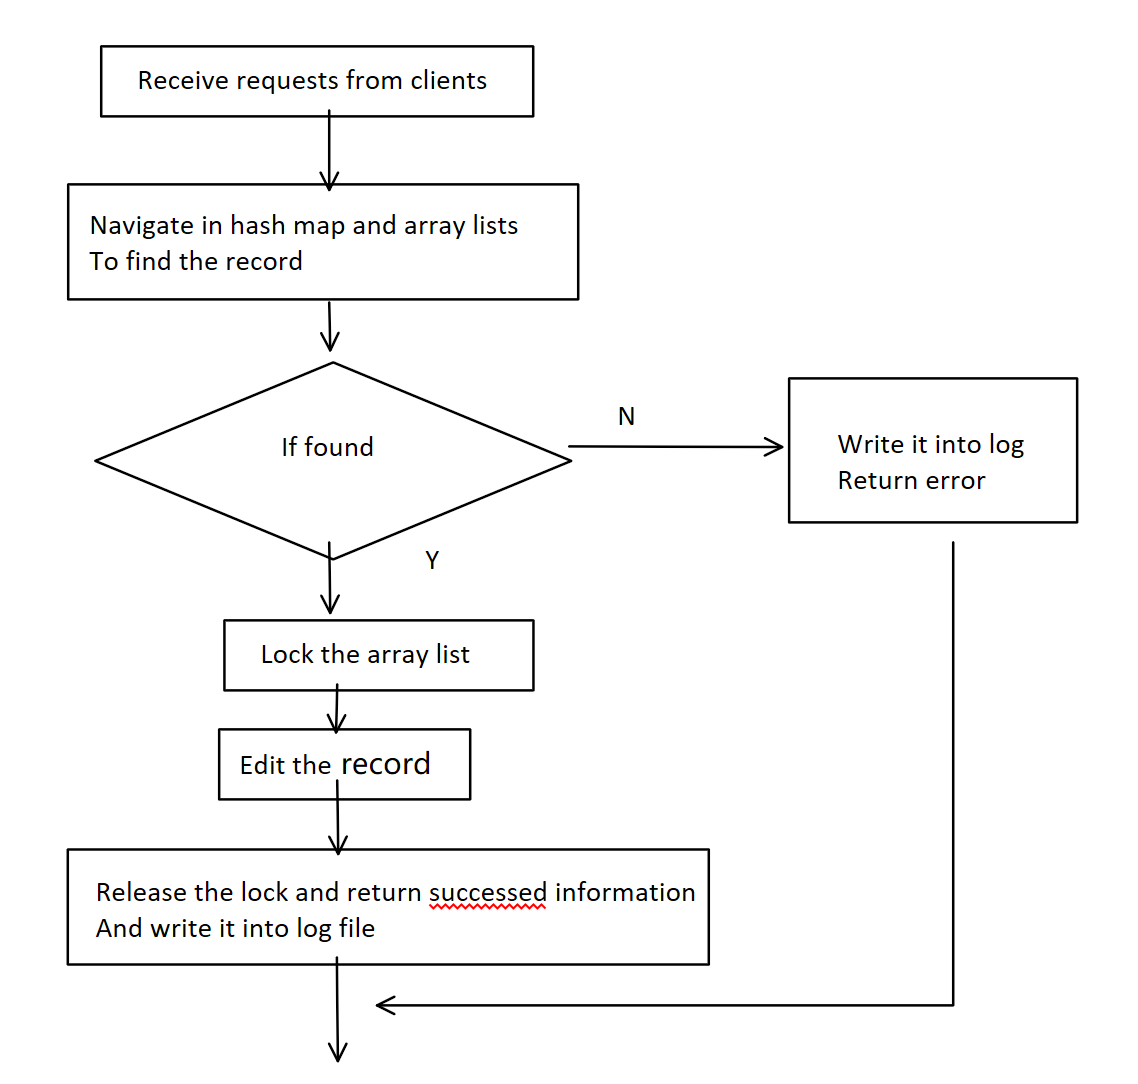 Receive requests from clients
Navigate in hash map and array lists
To find the record
If found
N
Write it into log
Return error
Y
Lock the array list
Edit the record
Release the lock and return successed information
And write it into log file